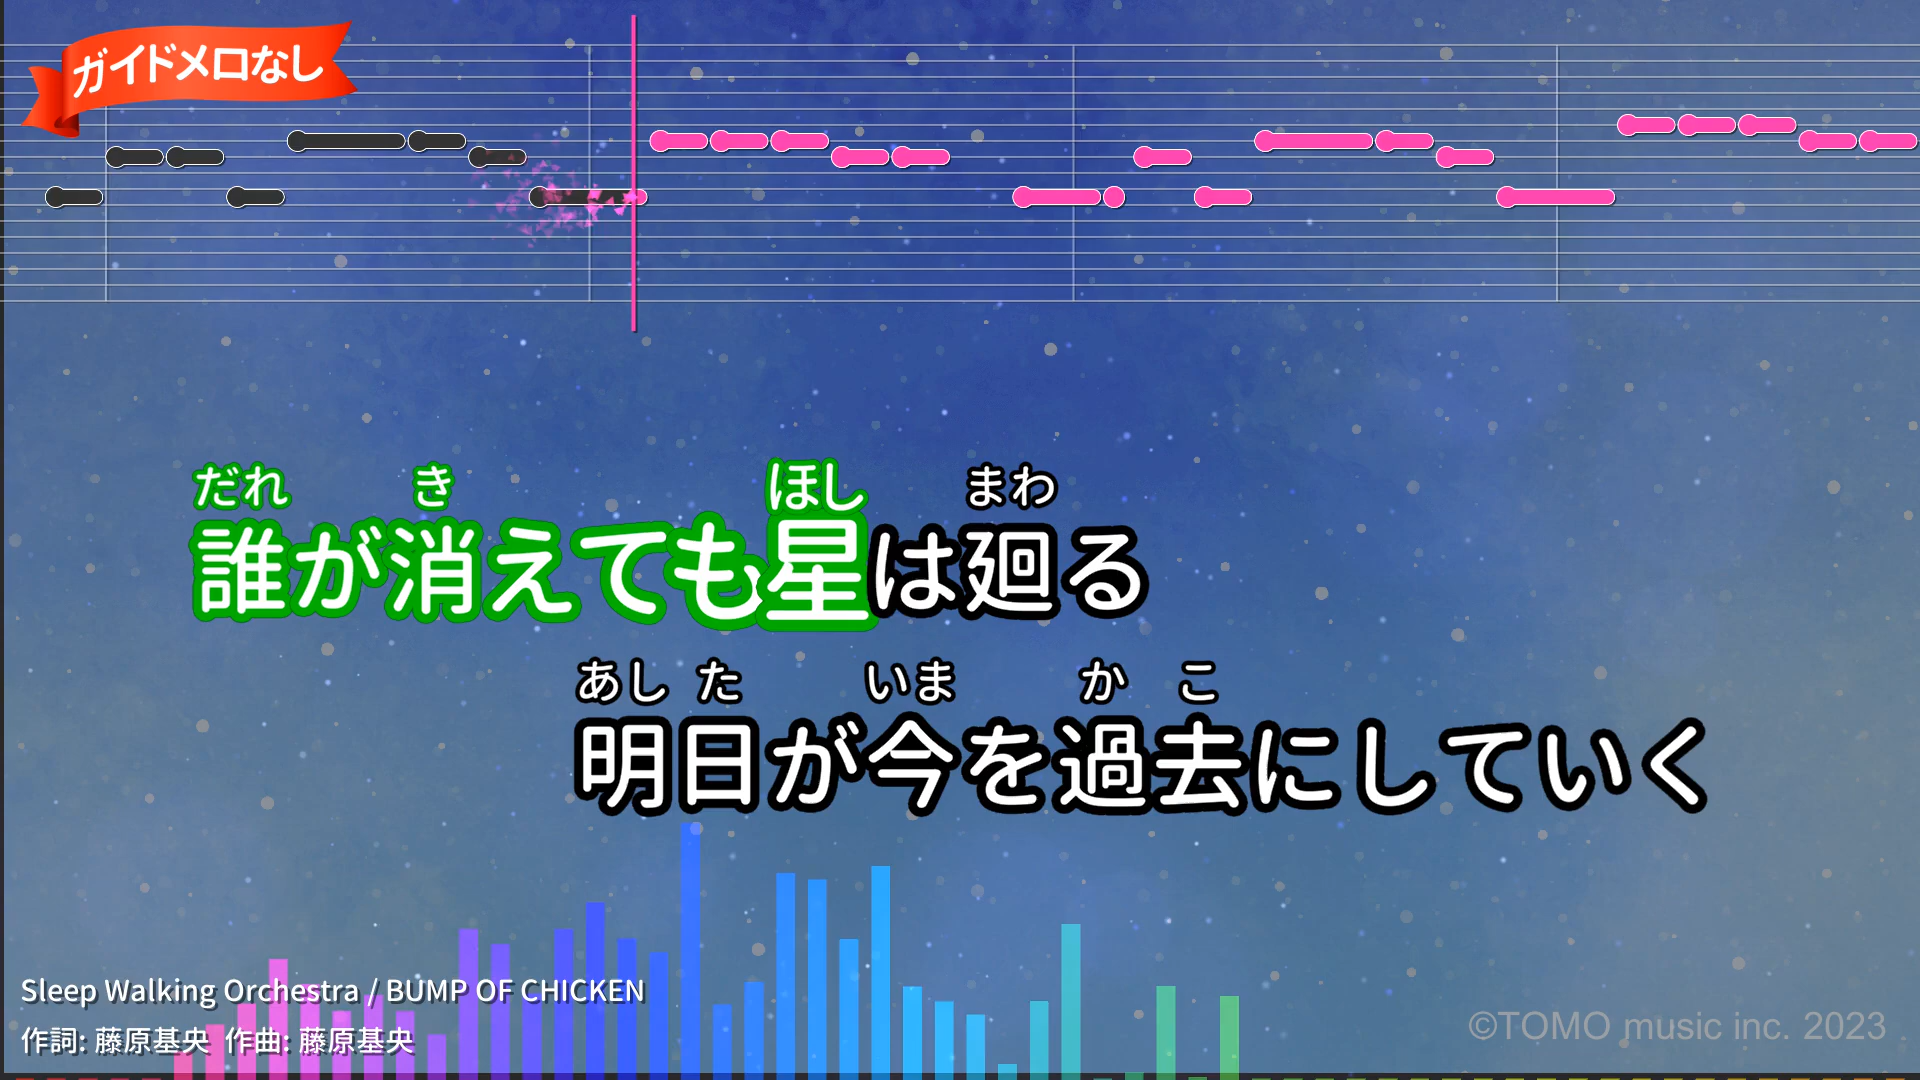 ガイドメロなし
だれ き ほし まわ
誰が消えても星は廻る
あし た いま か こ
明日が今を過去にしていく
Sleep Walking Orchestra / BUMP OF CHICKEN
作詞: 藤原基央 作曲: 藤原基央
©TOMO music inc. 2023